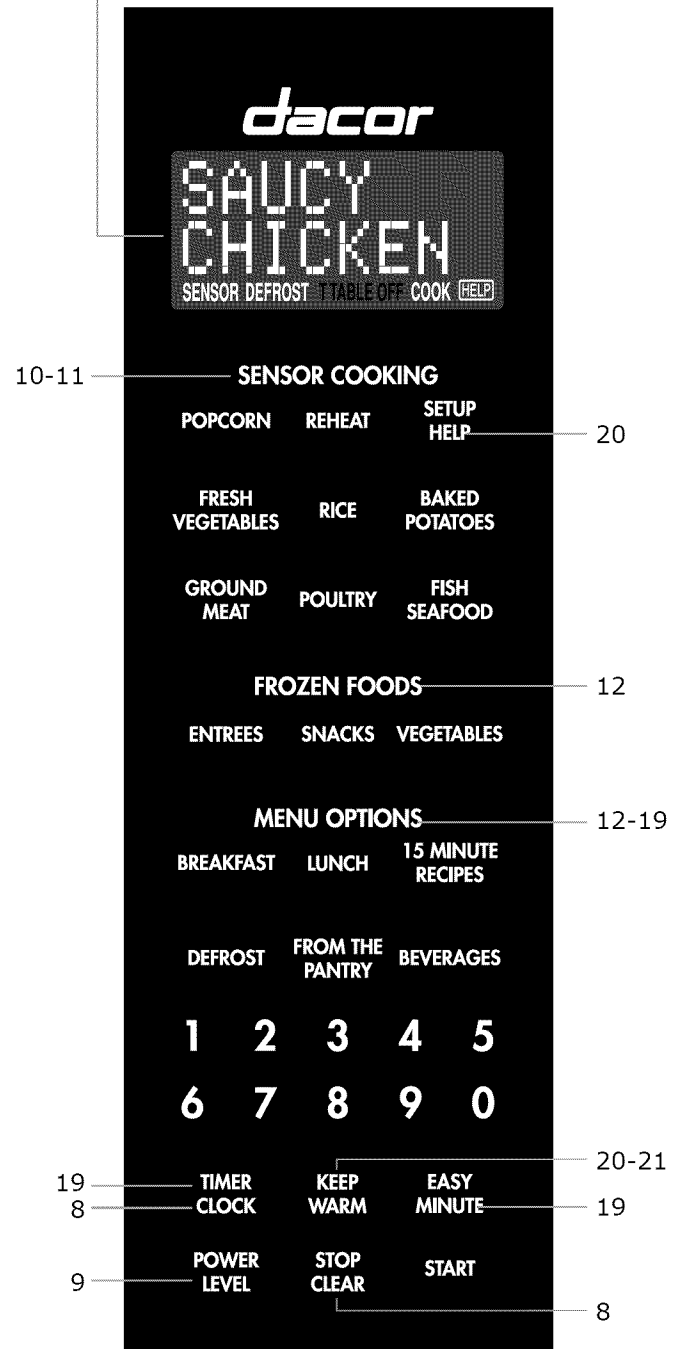 dacor
SAUCY
CHICKEN
SENSOR DEFROST T TABLE OFF COOK HELP
10-11
SENSOR COOKING
POPCORN REHEAT SETUP
HELP
20
FRESH
VEGETABLES
RICE
BAKED
POTATOES
GROUND
MEAT
POULTRY
FISH
SEAFOOD
FROZEN FOODS
12
ENTREES SNACKS VEGETABLES
MENU OPTIONS
12-19
BREAKFAST LUNCH 15 MINUTE
RECIPES
DEFROST
FROM THE
PANTRY
BEVERAGES
1 2 3 4 5
6 7 8 9 0
20-21
19
TIMER
8
CLOCK
KEEP
WARM
EASY
MINUTE
19
9
POWER
LEVEL
STOP
CLEAR
START
8